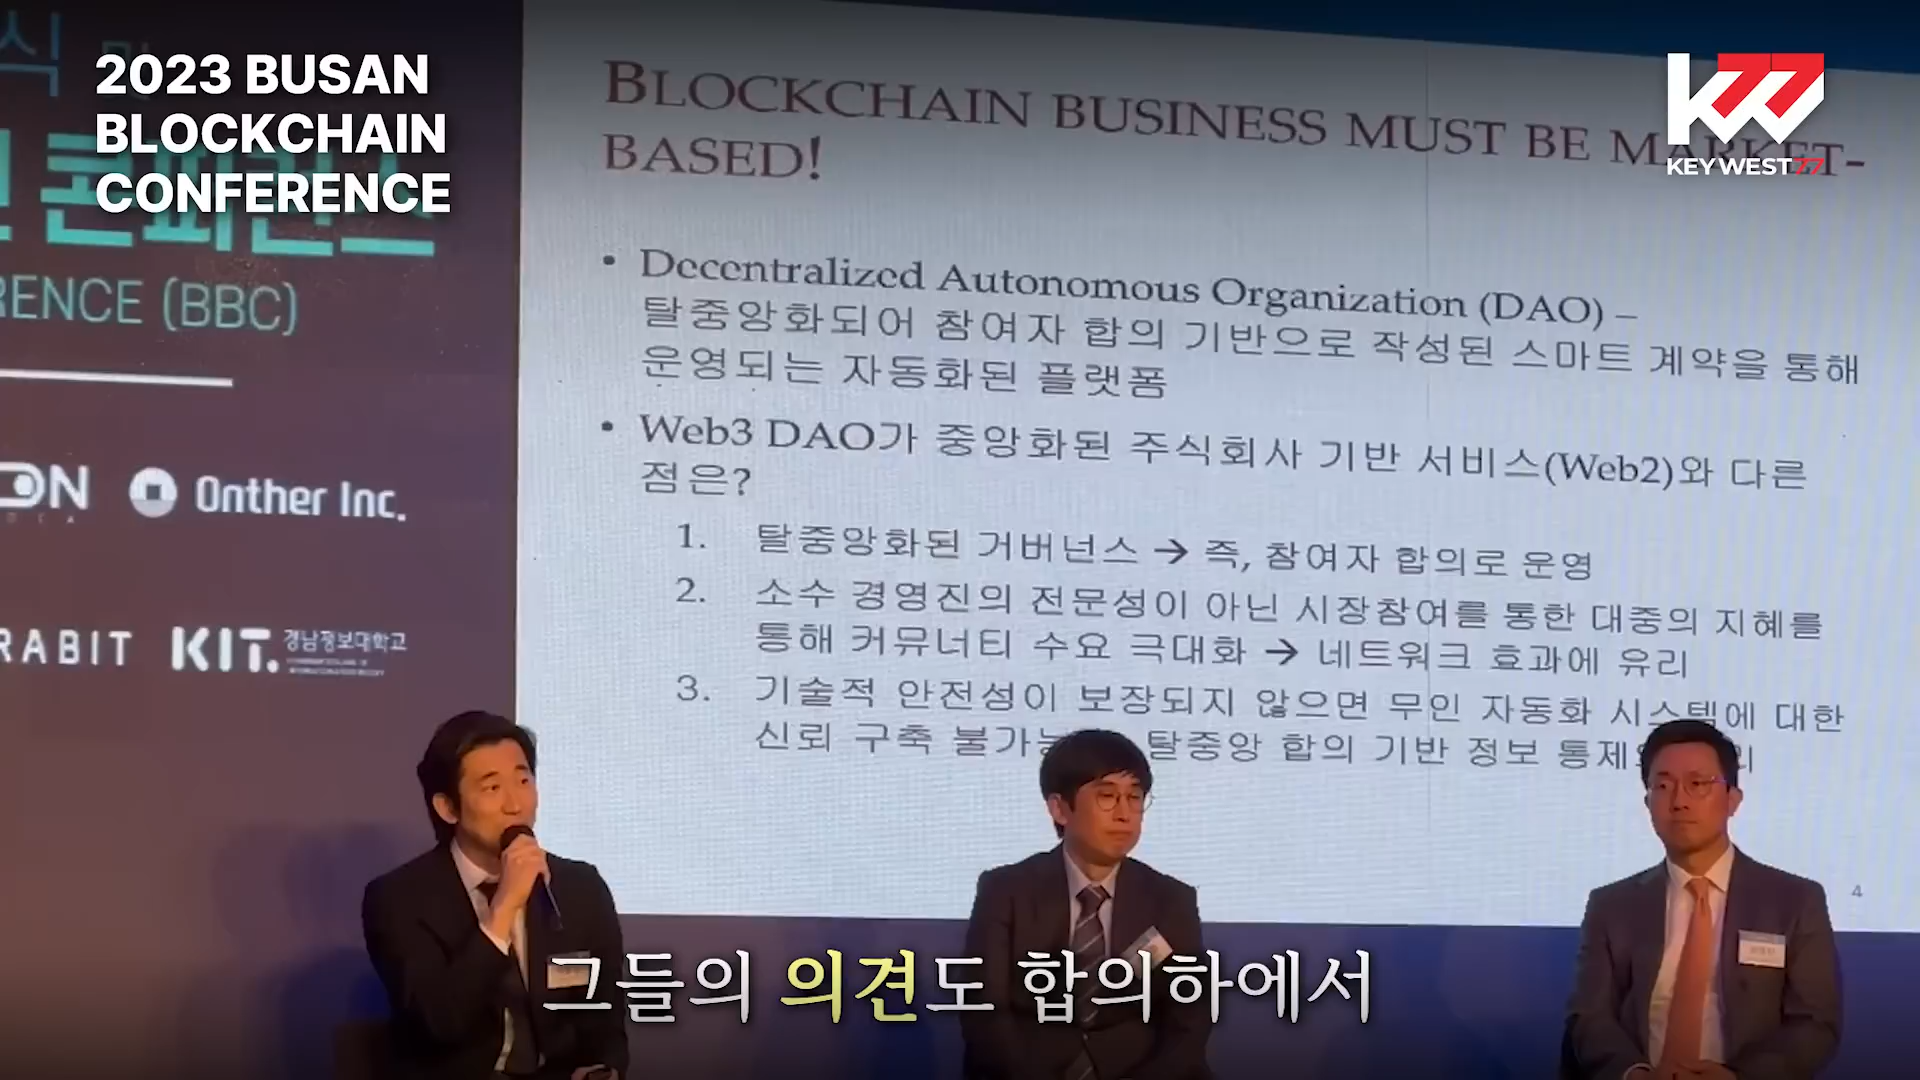 2023 BUSAN
BLOCKCHAIN
CONFERENCE
KEYWEST77
식 및
콘퍼런스
RENCE (BBC)
Onther Inc.
RABIT
KIT.
경남정보대학교
BLOCKCHAIN BUSINESS MUST BE MARKET-
BASED!
• Decentralized Autonomous Organization (DAO) –
탈중앙화되어 참여자 합의 기반으로 작성된 스마트 계약을 통해
운영되는 자동화된 플랫폼
• Web3 DAO가 중앙화된 주식회사 기반 서비스(Web2)와 다른
점은?
1. 탈중앙화된 거버넌스 → 즉, 참여자 합의로 운영
2. 소수 경영진의 전문성이 아닌 시장참여를 통한 대중의 지혜를
통해 커뮤니티 수요 극대화 → 네트워크 효과에 유리
3. 기술적 안전성이 보장되지 않으면 무인 자동화 시스템에 대한
신뢰 구축 불가능 탈중앙 합의 기반 정보 통제
4
그들의 의견도 합의하에서